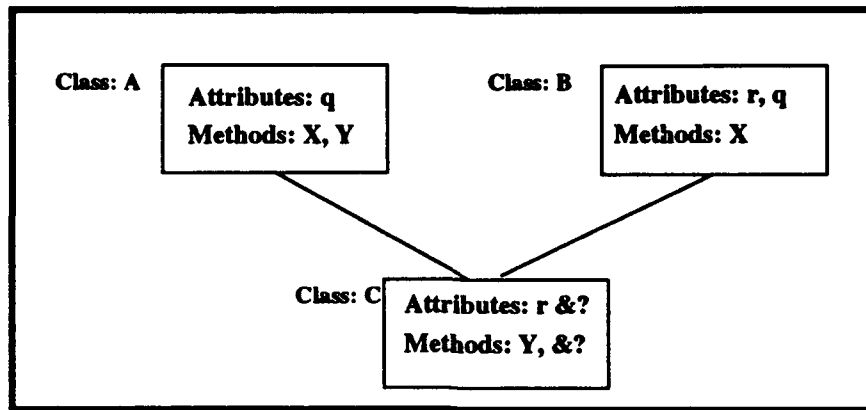 Class: A
Attributes: q
Methods: X, Y
Class: B
Attributes: r, q
Methods: X
Class: C
Attributes: r &?
Methods: Y, &?